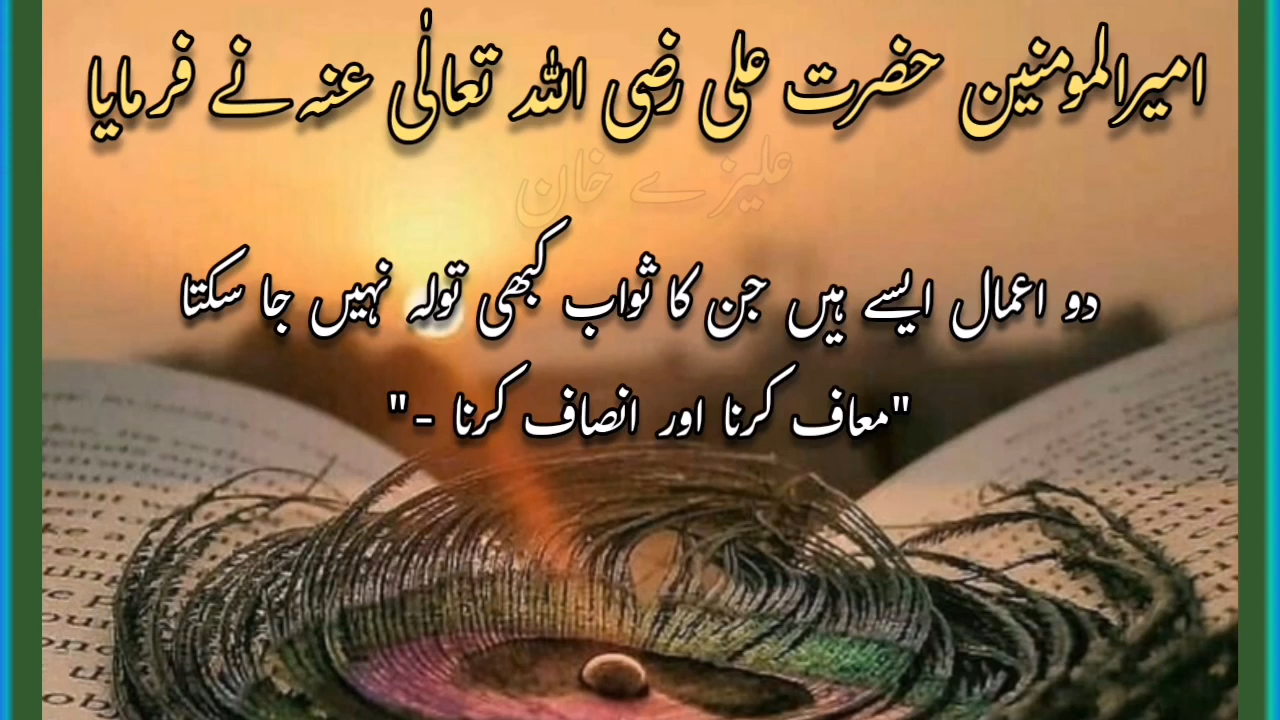 امیرالمومنین حضرت علی رضی اللہ تعالٰی عنہ نے فرمایا
علیزے خان
دو اعمال ایسے ہیں جن کا ثواب کبھی تولہ نہیں جا سکتا
"معاف کرنا اور انصاف کرنا -"